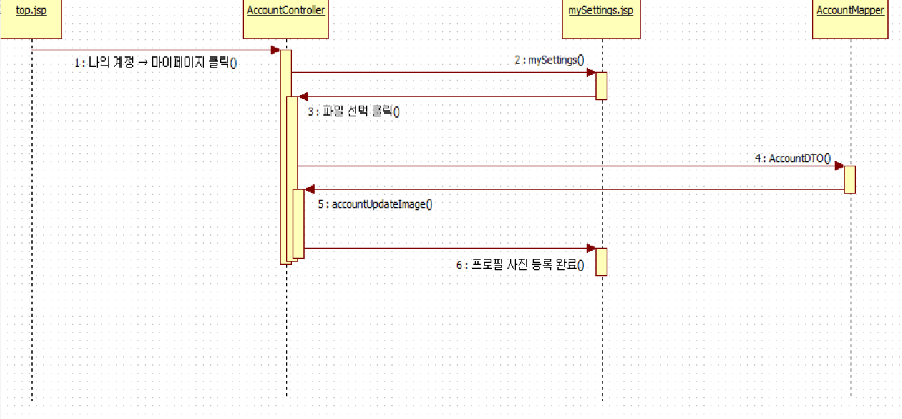 top.jsp
AccountController
mySettings.jsp
AccountMapper
1 : 나의 계정 → 마이페이지 클릭()
2 : mySettings()
3 : 파일 선택 클릭()
4 : AccountDTO()
5 : accountUpdateImage()
6 : 프로필 사진 등록 완료()